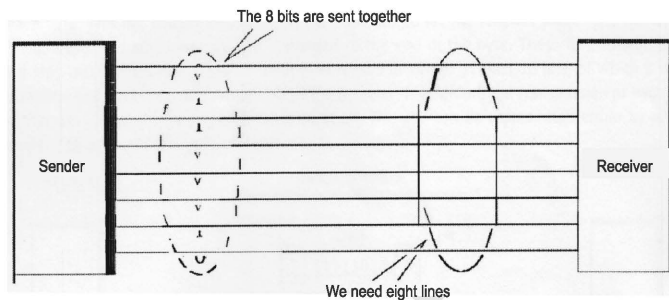 The 8 bits are sent together
Sender
Receiver
We need eight lines